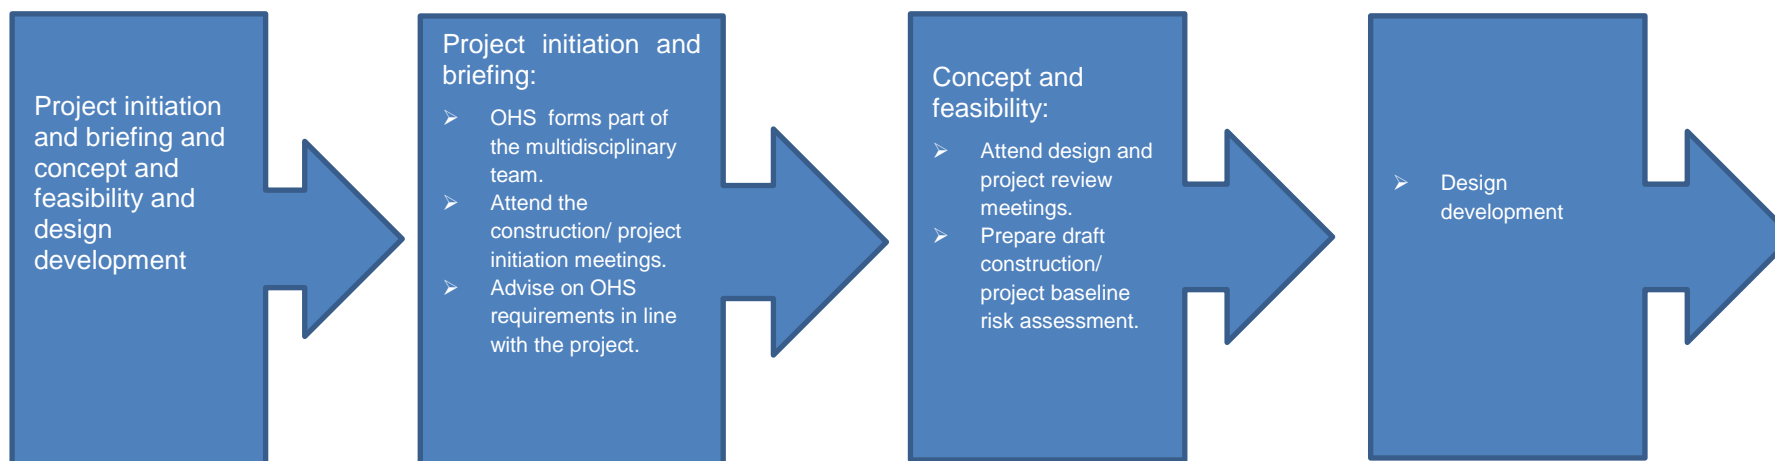 Project initiation
and briefing and
concept and
feasibility and
design
development
Project initiation and
briefing:
➢ OHS forms part of
the multidisciplinary
team.
➢ Attend the
construction/ project
initiation meetings.
➢ Advise on OHS
requirements in line
with the project.
Concept and
feasibility:
➢ Attend design and
project review
meetings.
➢ Prepare draft
construction/
project baseline
risk assessment.
➢ Design
development